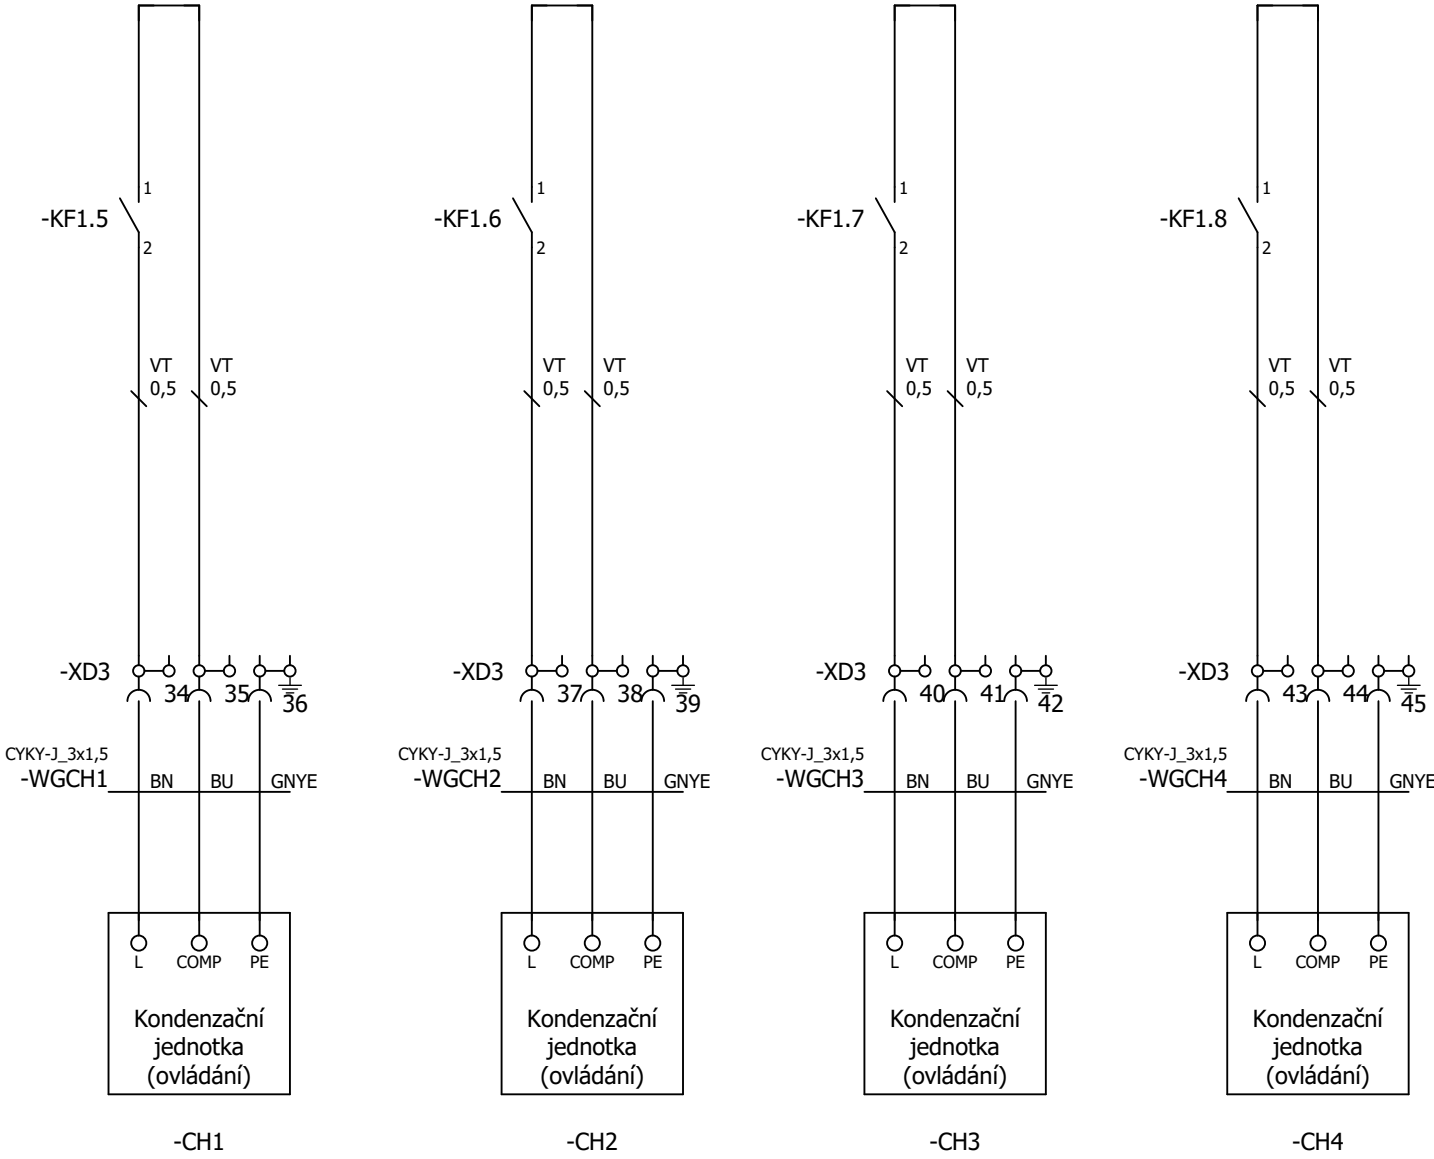 1 1 1 1
-KF1.5 -KF1.6 -KF1.7 -KF1.8
2 2 2 2
VT VT VT VT VT VT VT VT
0,5 0,5 0,5 0,5 0,5 0,5 0,5 0,5
-XD3 34 35 36 -XD3 37 38 39 -XD3 40 41 42 -XD3 43 44 45
CYKY-J_3x1,5 CYKY-J_3x1,5 CYKY-J_3x1,5 CYKY-J_3x1,5
-WGCH1 BN BU GNYE -WGCH2 BN BU GNYE -WGCH3 BN BU GNYE -WGCH4 BN BU GNYE
L COMP PE L COMP PE L COMP PE L COMP PE
Kondenzační Kondenzační Kondenzační Kondenzační
jednotka jednotka jednotka jednotka
(ovládání) (ovládání) (ovládání) (ovládání)
-CH1 -CH2 -CH3 -CH4